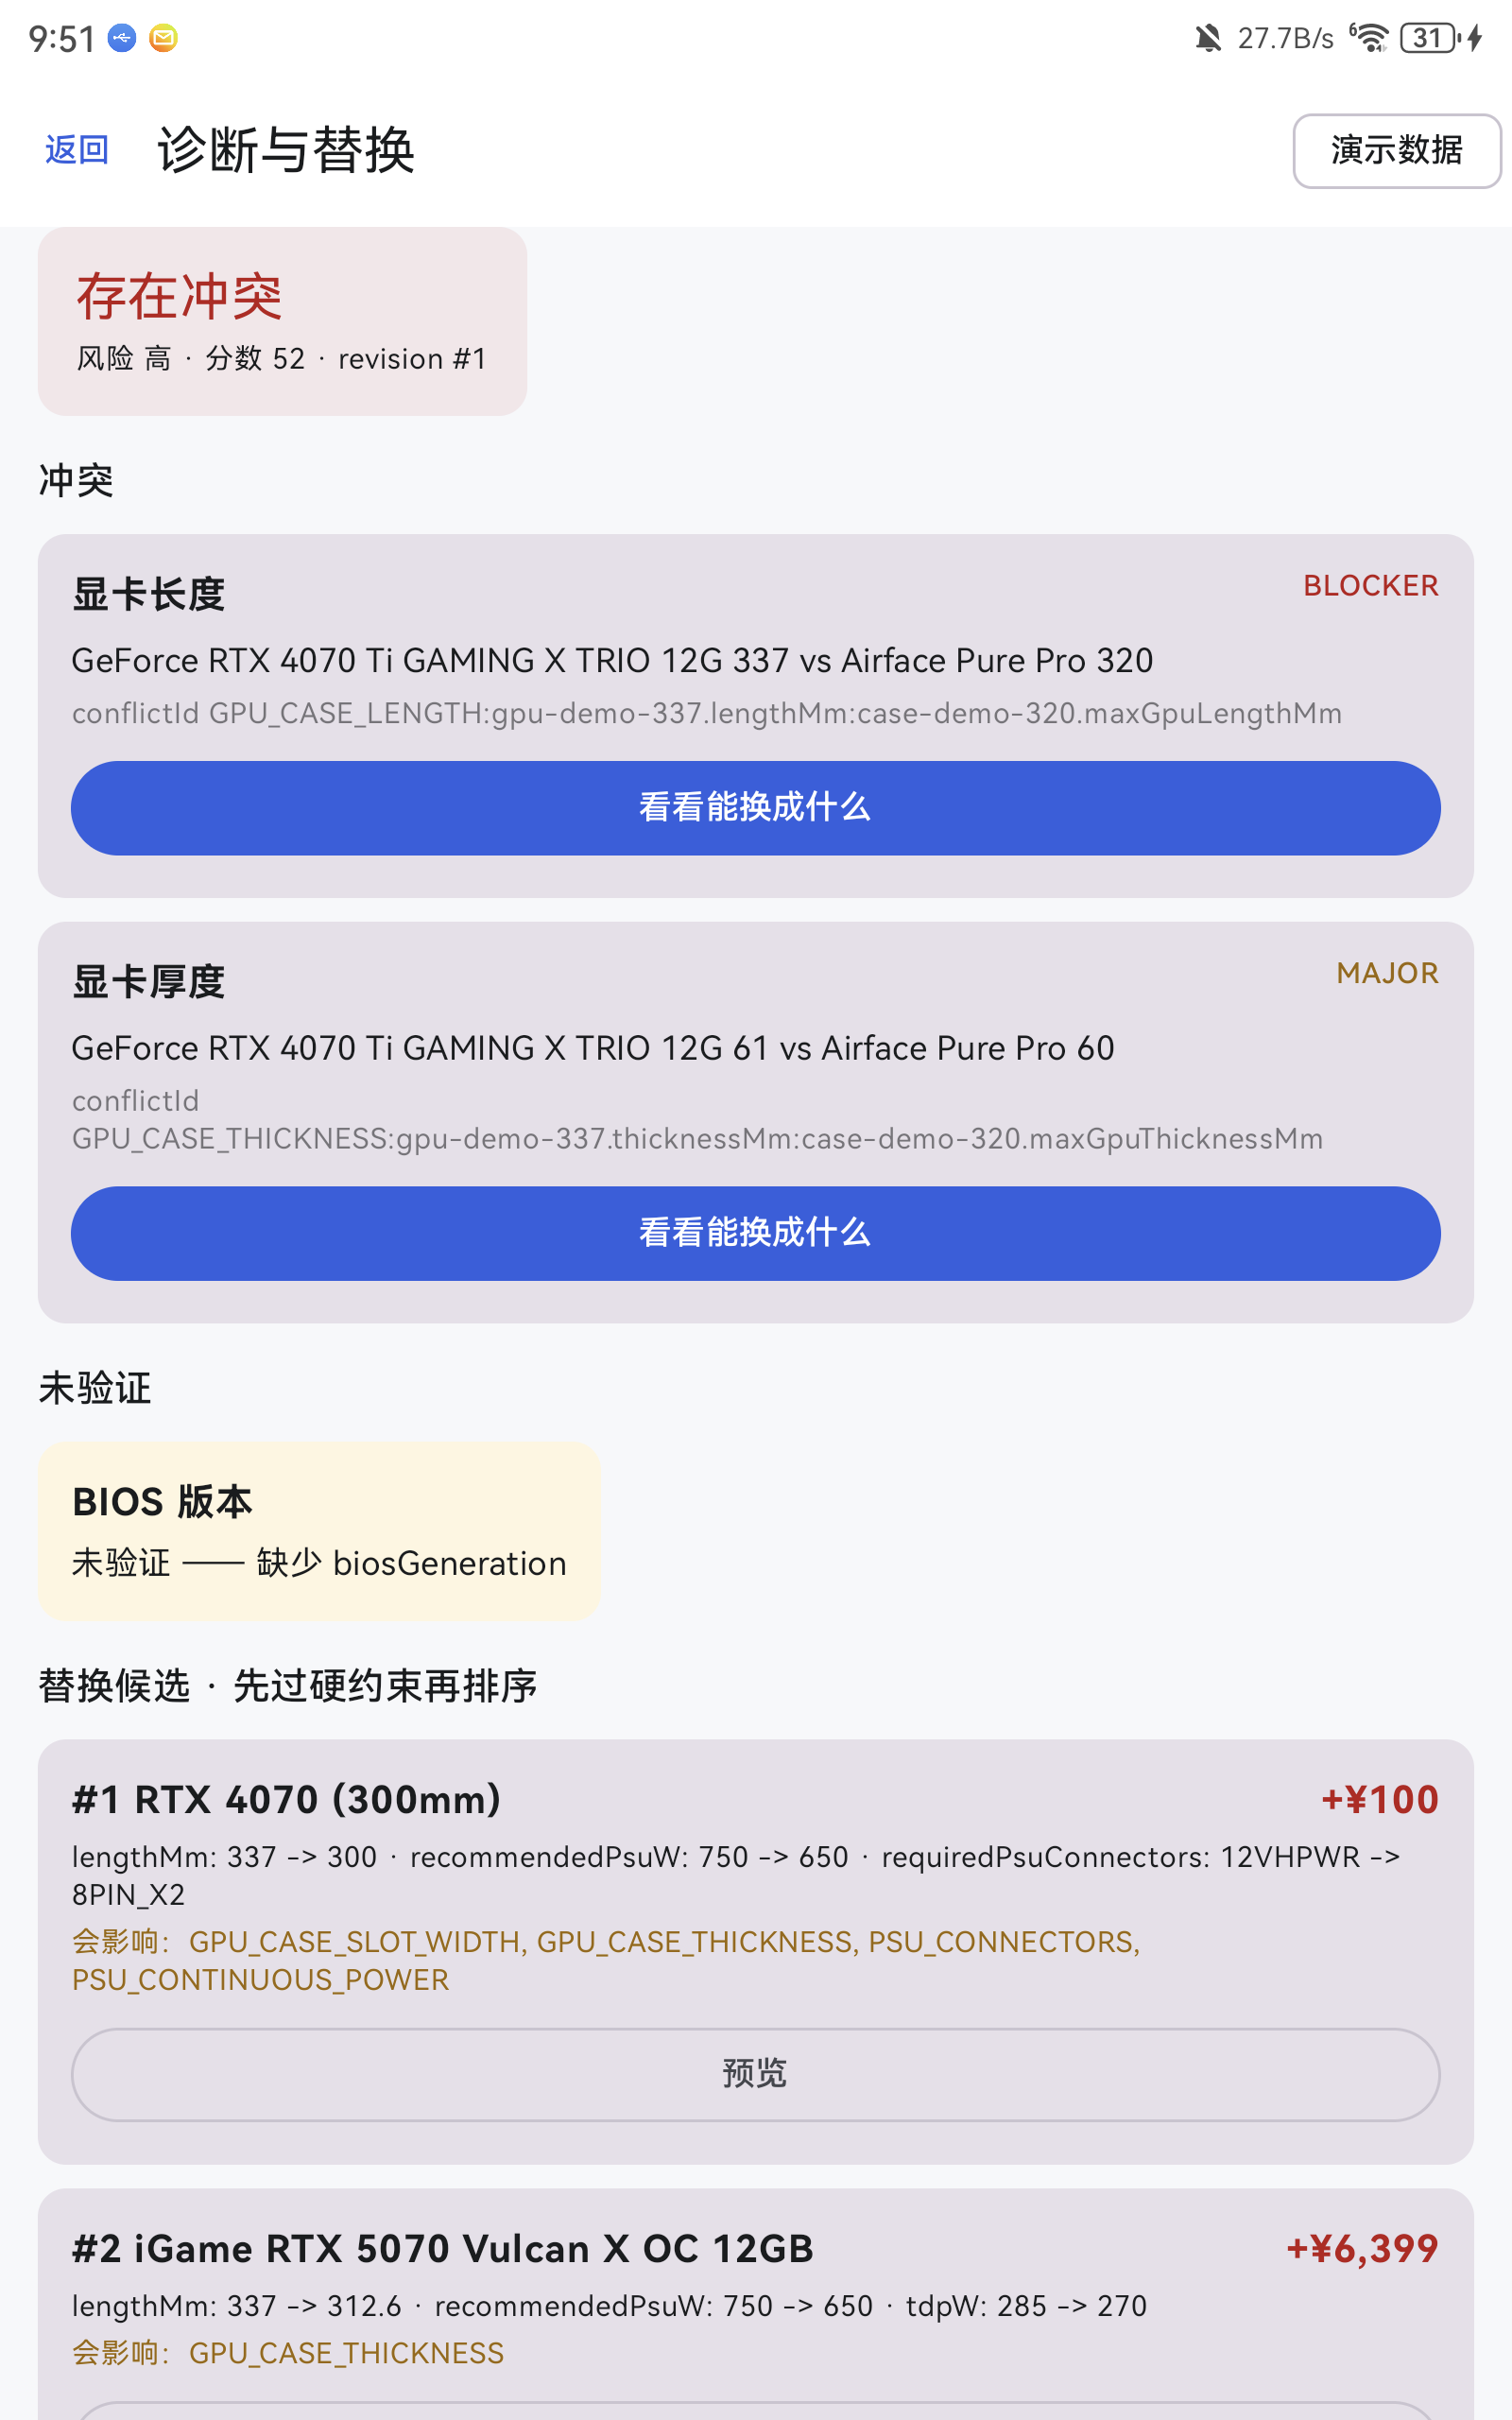 9:51
27.7B/s
6
31
返回
诊断与替换
演示数据
存在冲突
风险 高 · 分数 52 · revision #1
冲突
显卡长度
BLOCKER
GeForce RTX 4070 Ti GAMING X TRIO 12G 337 vs Airface Pure Pro 320
conflictId GPU_CASE_LENGTH:gpu-demo-337.lengthMm:case-demo-320.maxGpuLengthMm
看看能换成什么
显卡厚度
MAJOR
GeForce RTX 4070 Ti GAMING X TRIO 12G 61 vs Airface Pure Pro 60
conflictId
GPU_CASE_THICKNESS:gpu-demo-337.thicknessMm:case-demo-320.maxGpuThicknessMm
看看能换成什么
未验证
BIOS 版本
未验证 —— 缺少 biosGeneration
替换候选 · 先过硬约束再排序
#1 RTX 4070 (300mm)
+¥100
lengthMm: 337 -> 300 · recommendedPsuW: 750 -> 650 · requiredPsuConnectors: 12VHPWR ->
8PIN_X2
会影响：GPU_CASE_SLOT_WIDTH, GPU_CASE_THICKNESS, PSU_CONNECTORS,
PSU_CONTINUOUS_POWER
预览
#2 iGame RTX 5070 Vulcan X OC 12GB
+¥6,399
lengthMm: 337 -> 312.6 · recommendedPsuW: 750 -> 650 · tdpW: 285 -> 270
会影响：GPU_CASE_THICKNESS